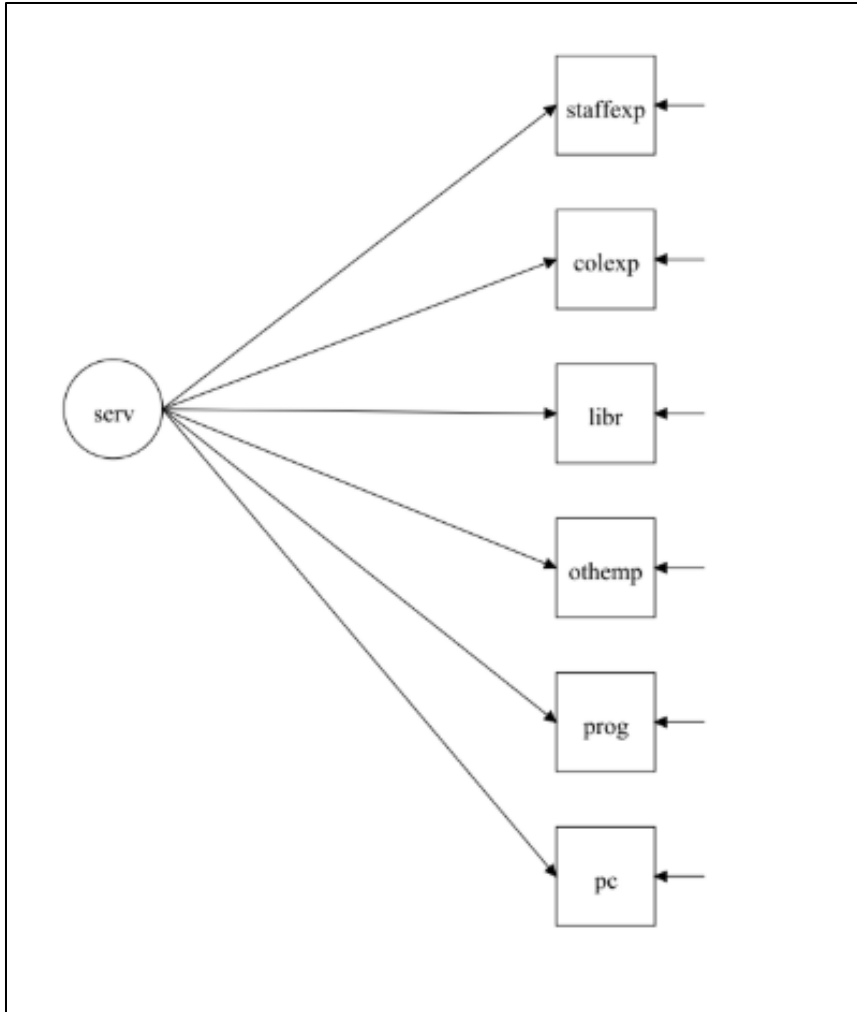 staffexp
colexp
libr
serv
othemp
prog
pc